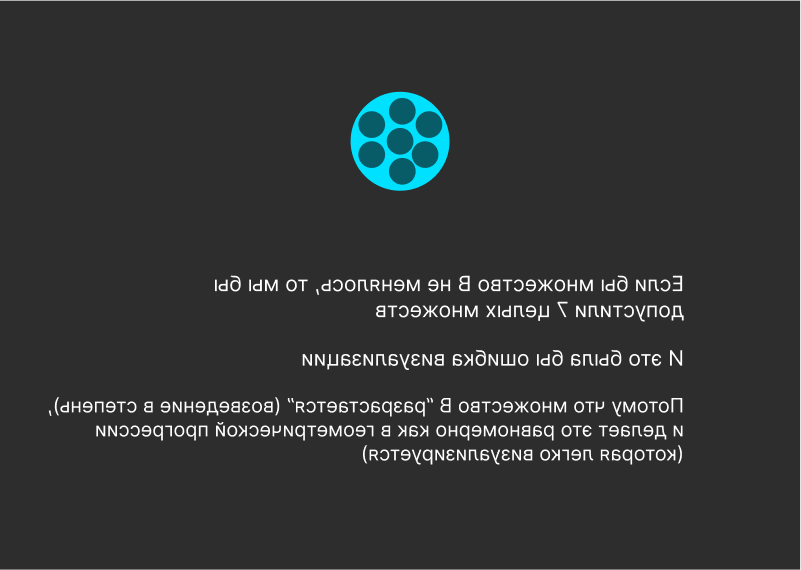 Если бы множество В не менялось, то мы бы
допустили 7 целых множеств
И это была бы ошибка визуализации
Потому что множество В “разрастается” (возведение в степень),
и делает это равномерно как в геометрической прогрессии
(которая легко визуализируется)